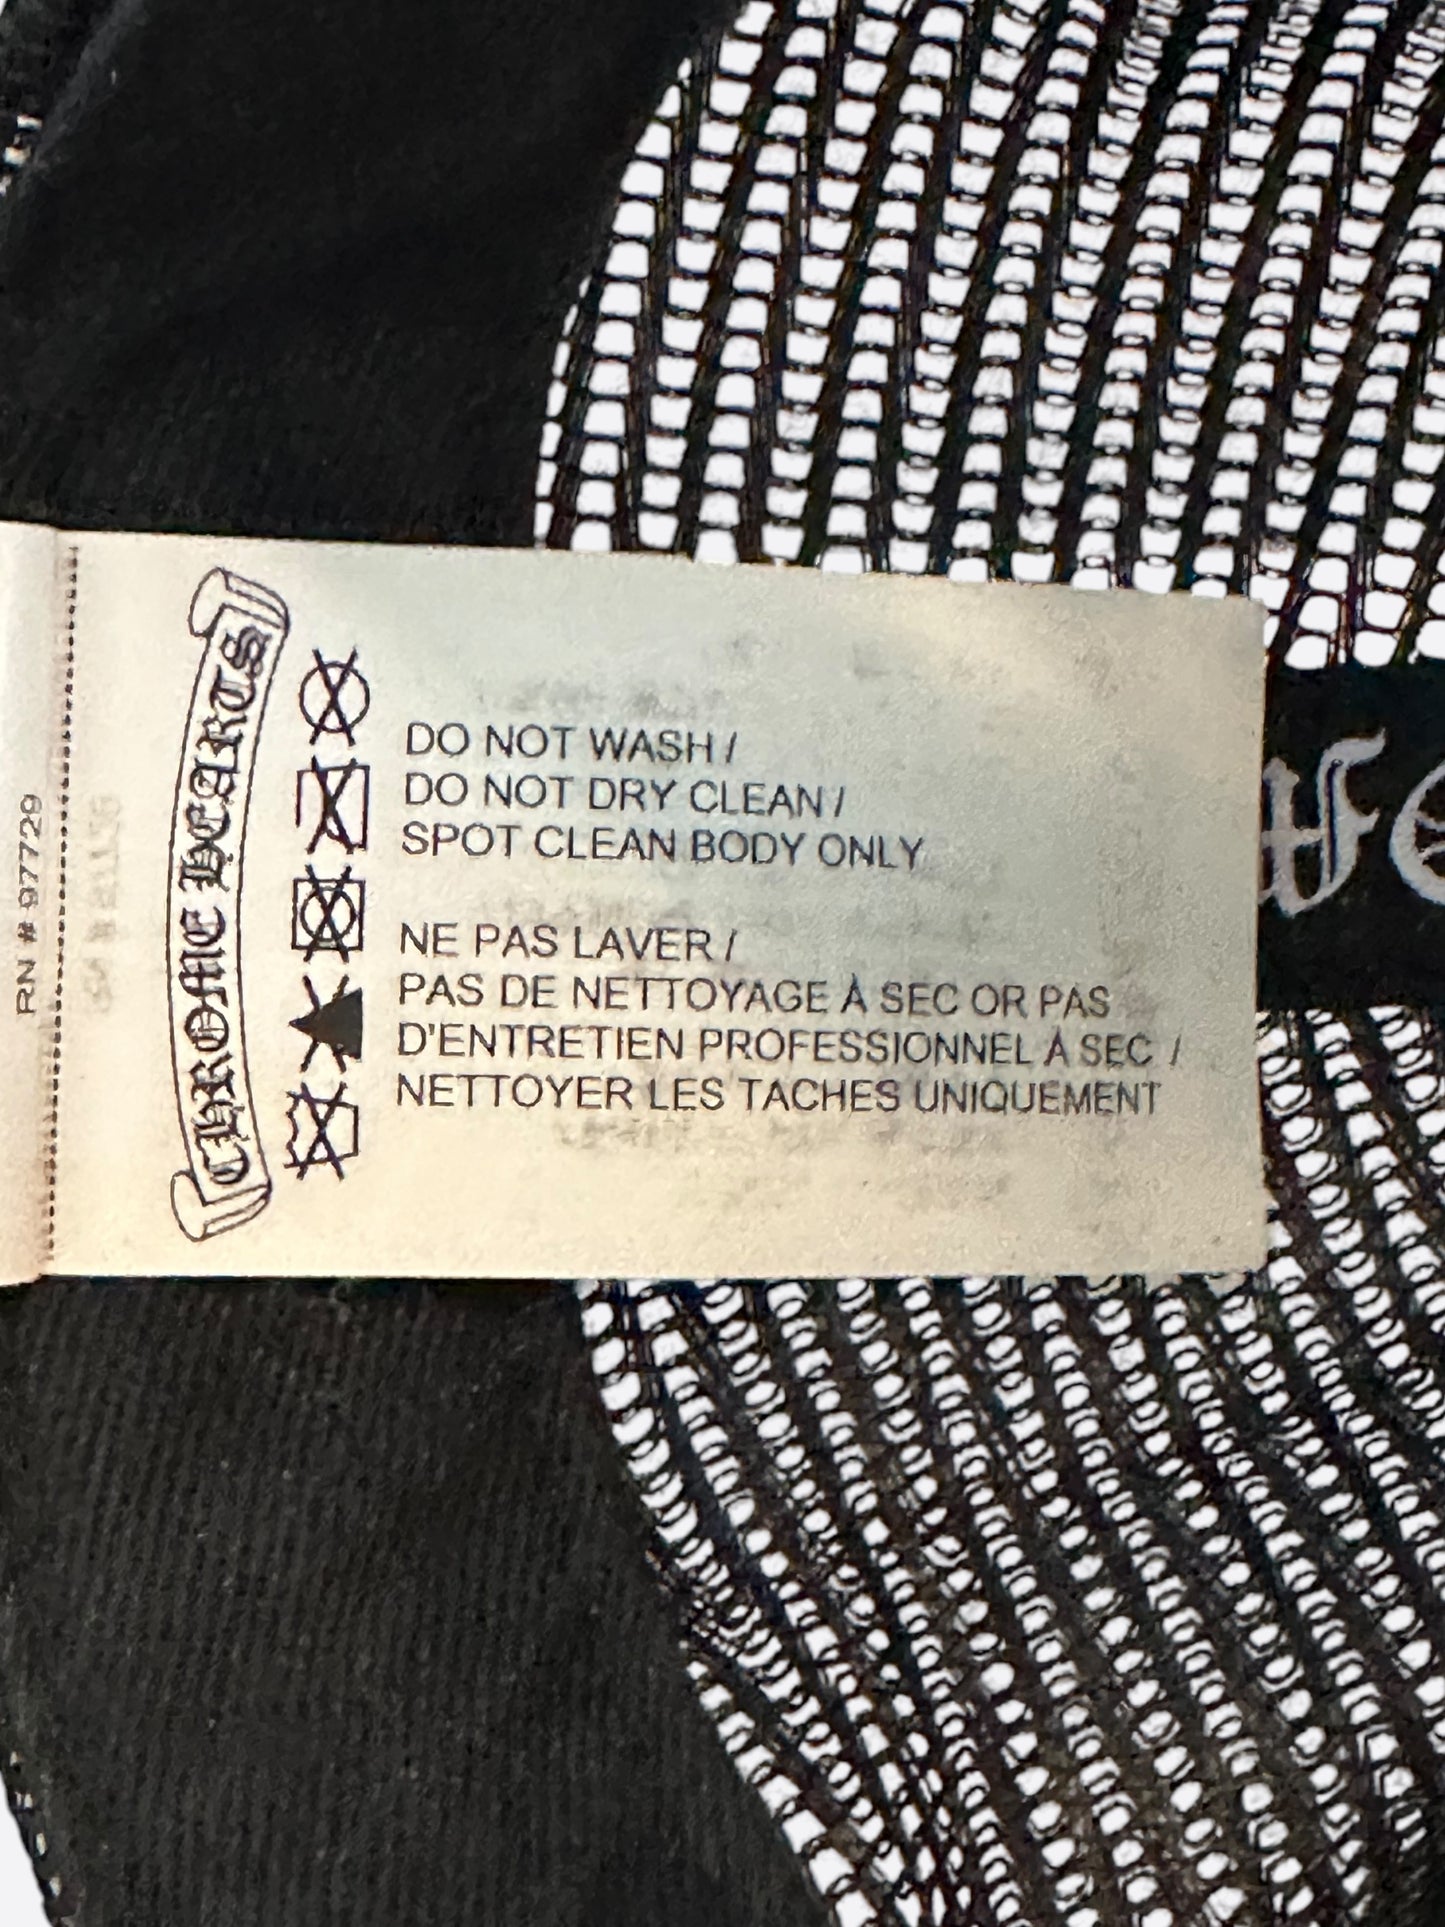 RN # 97729
CHROME HEARTS
DO NOT WASH /
DO NOT DRY CLEAN /
SPOT CLEAN BODY ONLY
NE PAS LAVER /
PAS DE NETTOYAGE À SEC OR PAS
D'ENTRETIEN PROFESSIONNEL À SEC /
NETTOYER LES TACHES UNIQUEMENT